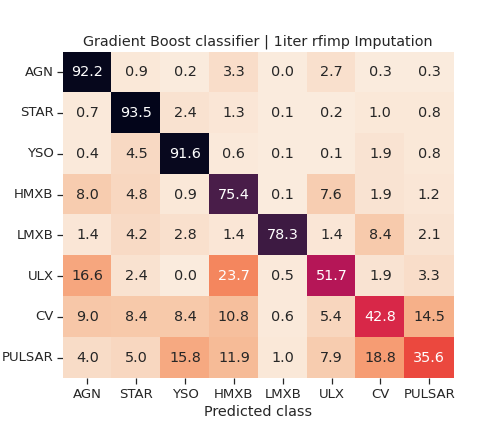 Gradient Boost classifier | 1iter rfimp Imputation
AGN 92.2 0.9 0.2 3.3 0.0 2.7 0.3 0.3
STAR 0.7 93.5 2.4 1.3 0.1 0.2 1.0 0.8
YSO 0.4 4.5 91.6 0.6 0.1 0.1 1.9 0.8
HMXB 8.0 4.8 0.9 75.4 0.1 7.6 1.9 1.2
LMXB 1.4 4.2 2.8 1.4 78.3 1.4 8.4 2.1
ULX 16.6 2.4 0.0 23.7 0.5 51.7 1.9 3.3
CV 9.0 8.4 8.4 10.8 0.6 5.4 42.8 14.5
PULSAR 4.0 5.0 15.8 11.9 1.0 7.9 18.8 35.6
AGN STAR YSO HMXB LMXB ULX CV PULSAR
Predicted class